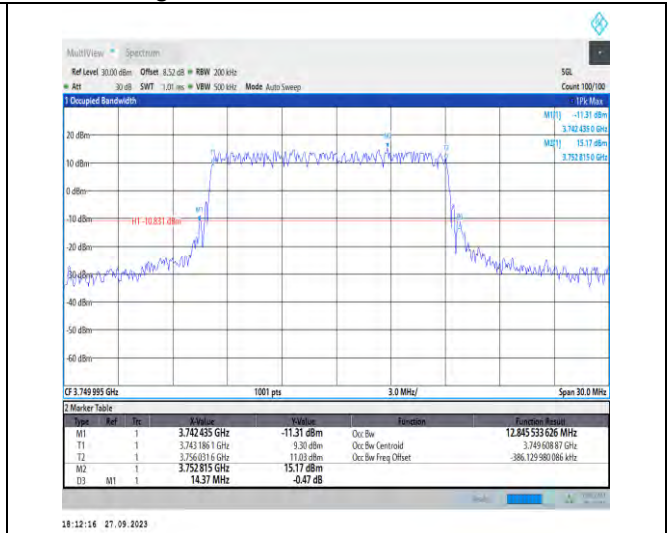 MultiView Spectrum
Ref Level 30.00 dBm Offset 8.52 dB RBW 200 kHz SGL
Att 30 dB SWT 1.01 ms VBW 500 kHz Mode Auto Sweep Count 100/100
1 Occupied Bandwidth 1Pk Max
M1[1] -11.31 dBm
3.742 435 0 GHz
M2[1] 15.17 dBm
3.752 815 0 GHz
20 dBm
10 dBm
0 dBm
-10 dBm
H1 -10.831 dBm
M1
T1
T2
-20 dBm
-30 dBm
-40 dBm
-50 dBm
-60 dBm
CF 3.749 995 GHz 1001 pts 3.0 MHz/ Span 30.0 MHz
2 Marker Table
Type Ref Trc X-Value Y-Value Function Function Result
M1 1 3.742 435 GHz -11.31 dBm Occ Bw 12.845 533 626 MHz
T1 1 3.743 186 1 GHz 9.30 dBm Occ Bw Centroid 3.749 608 87 GHz
T2 1 3.756 031 6 GHz 11.03 dBm Occ Bw Freq Offset -386.129 980 086 kHz
M2 1 3.752 815 GHz 15.17 dBm
D3 M1 1 14.37 MHz -0.47 dB
18:12:16 27.09.2023